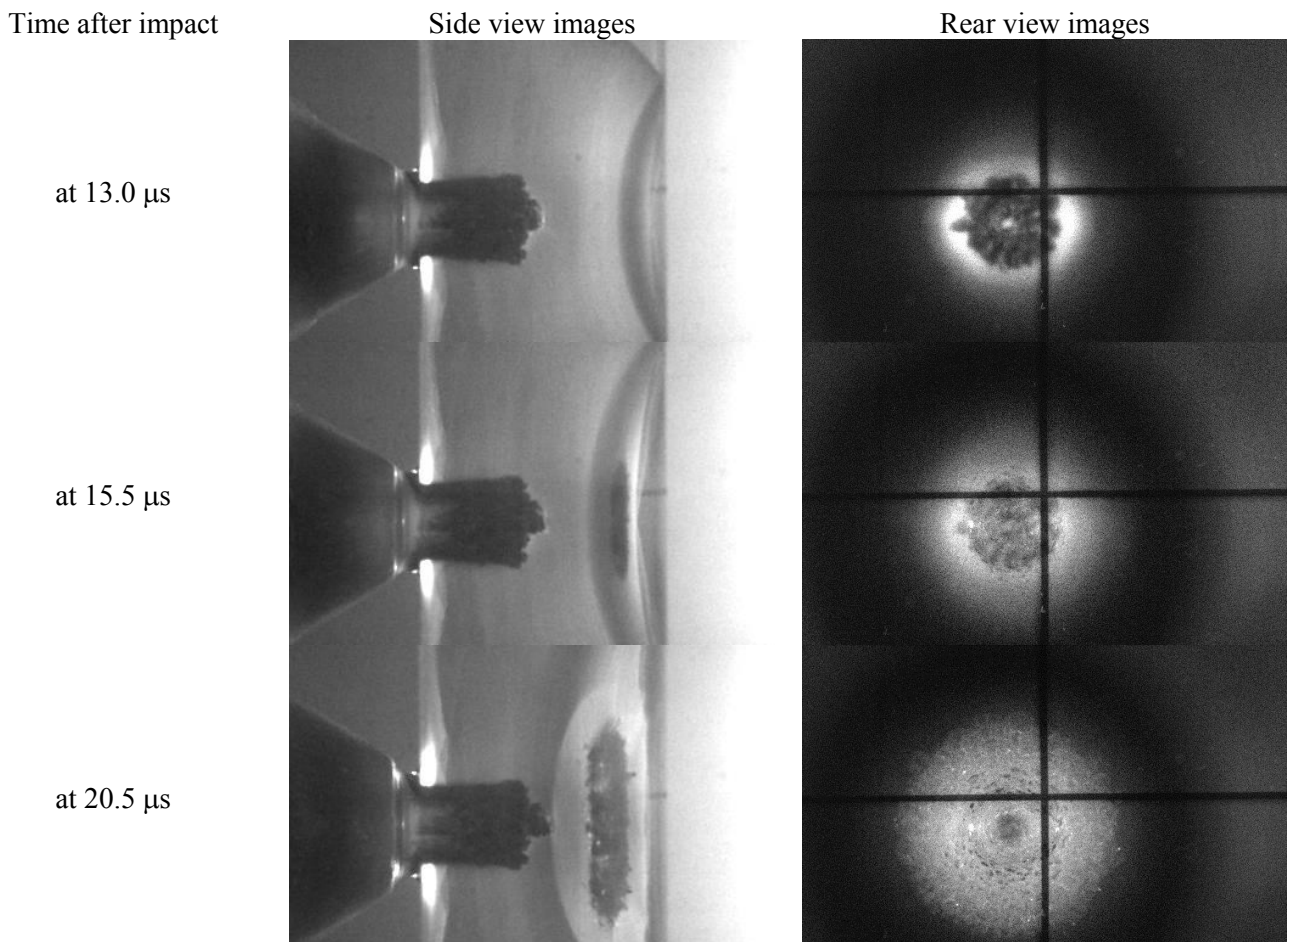 Time after impact
Side view images
Rear view images
at 13.0 μs
at 15.5 μs
at 20.5 μs